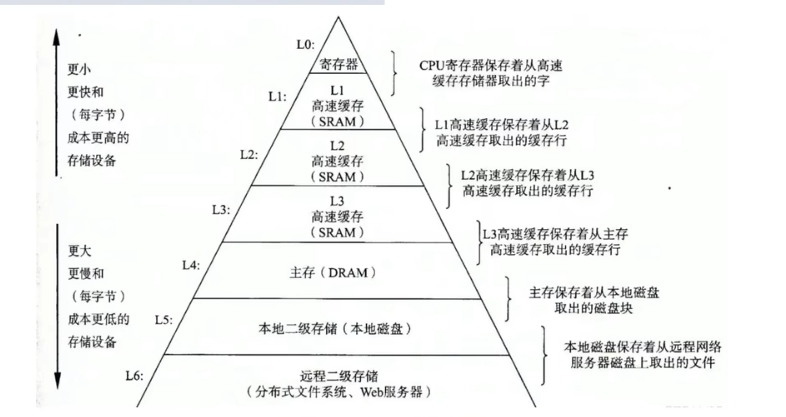 更小
更快和
（每字节）
成本更高的
存储设备
更大
更慢和
（每字节）
成本更低的
存储设备
L0:
寄存器
CPU寄存器保存着从高速
缓存存储器取出的字
L1:
L1
高速缓存
（SRAM）
L1高速缓存保存着从L2
高速缓存取出的缓存行
L2:
L2
高速缓存
（SRAM）
L2高速缓存保存着从L3
高速缓存取出的缓存行
L3:
L3
高速缓存
（SRAM）
L3高速缓存保存着从主存
高速缓存取出的缓存行
L4:
主存（DRAM）
主存保存着从本地磁盘
取出的磁盘块
L5:
本地二级存储（本地磁盘）
本地磁盘保存着从远程网络
服务器磁盘上取出的文件
L6:
远程二级存储
（分布式文件系统、Web服务器）